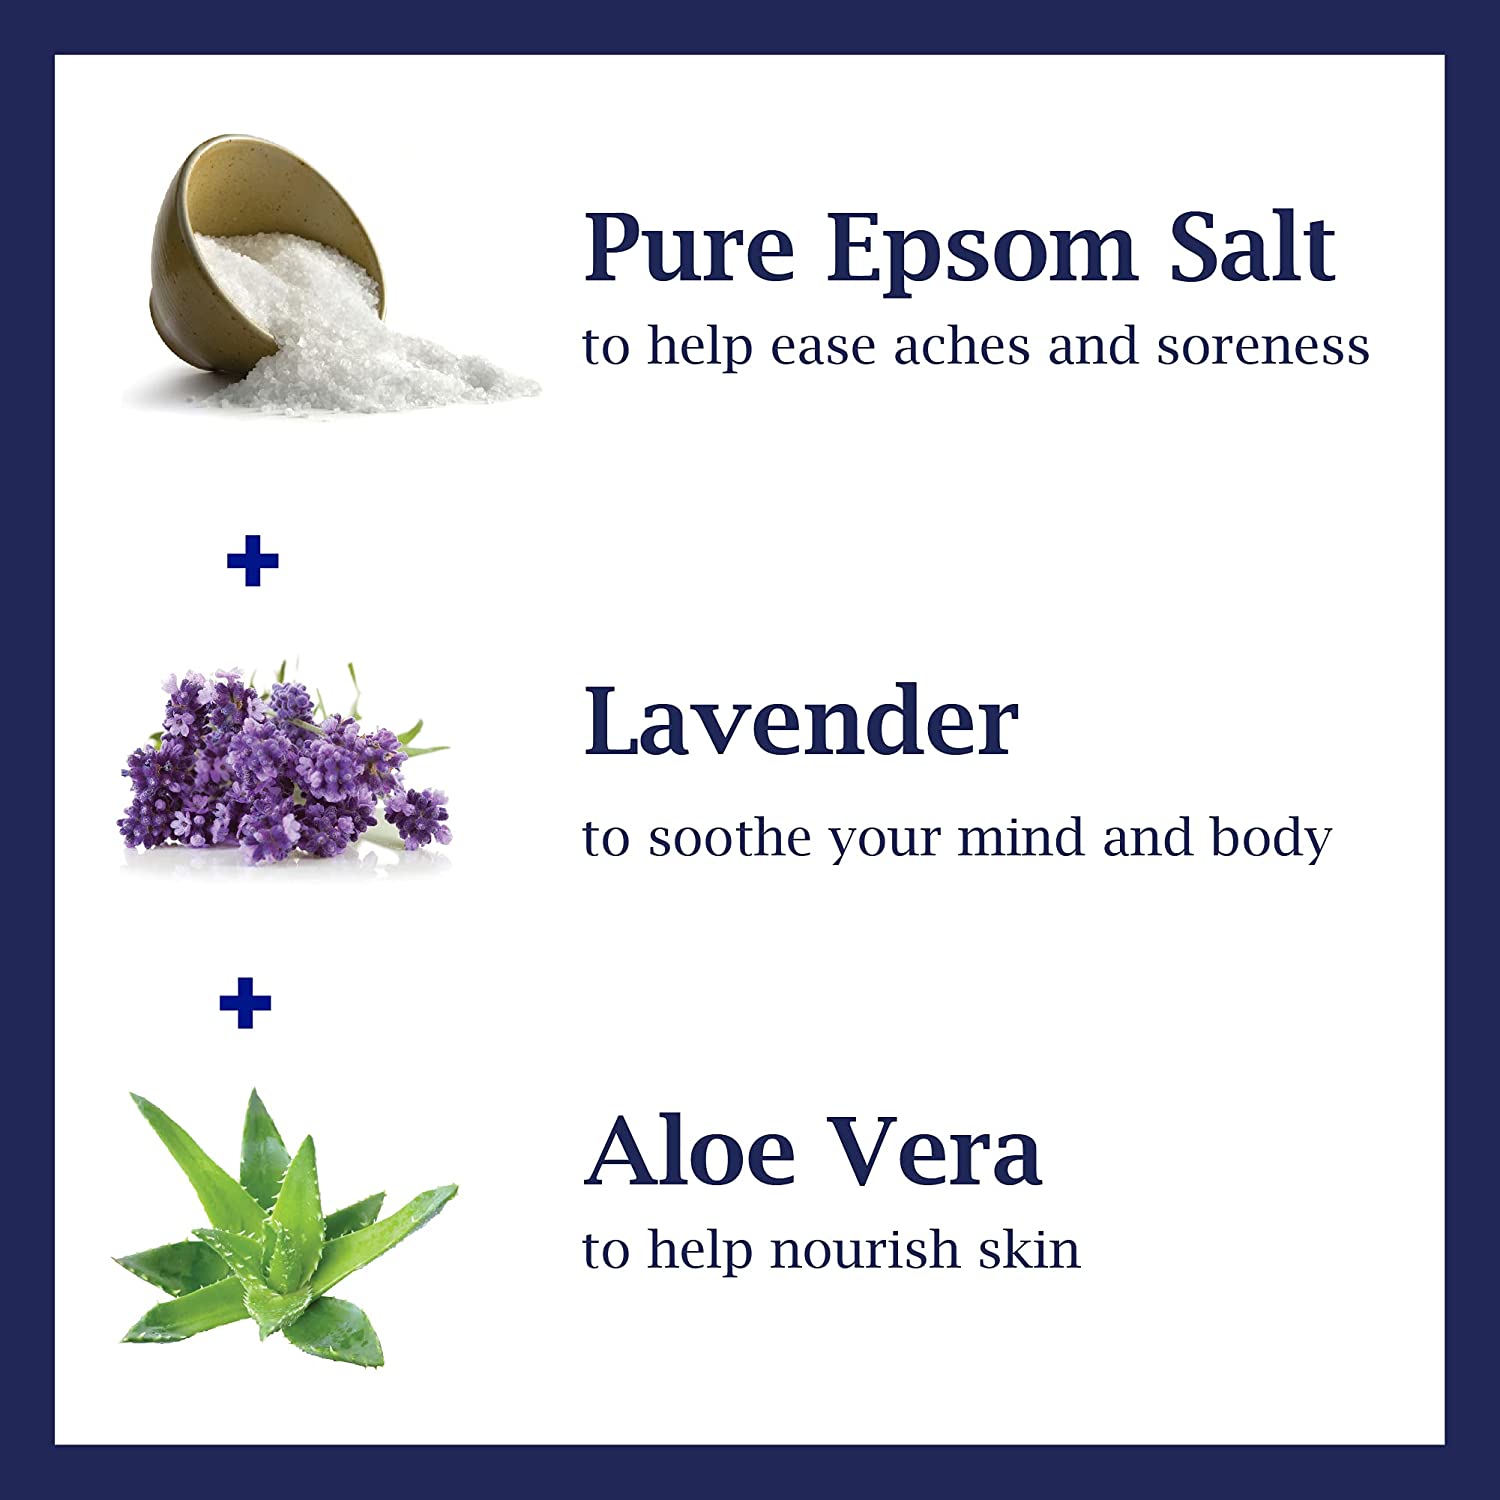 Pure Epsom Salt
to help ease aches and soreness
+
Lavender
to soothe your mind and body
+
Aloe Vera
to help nourish skin